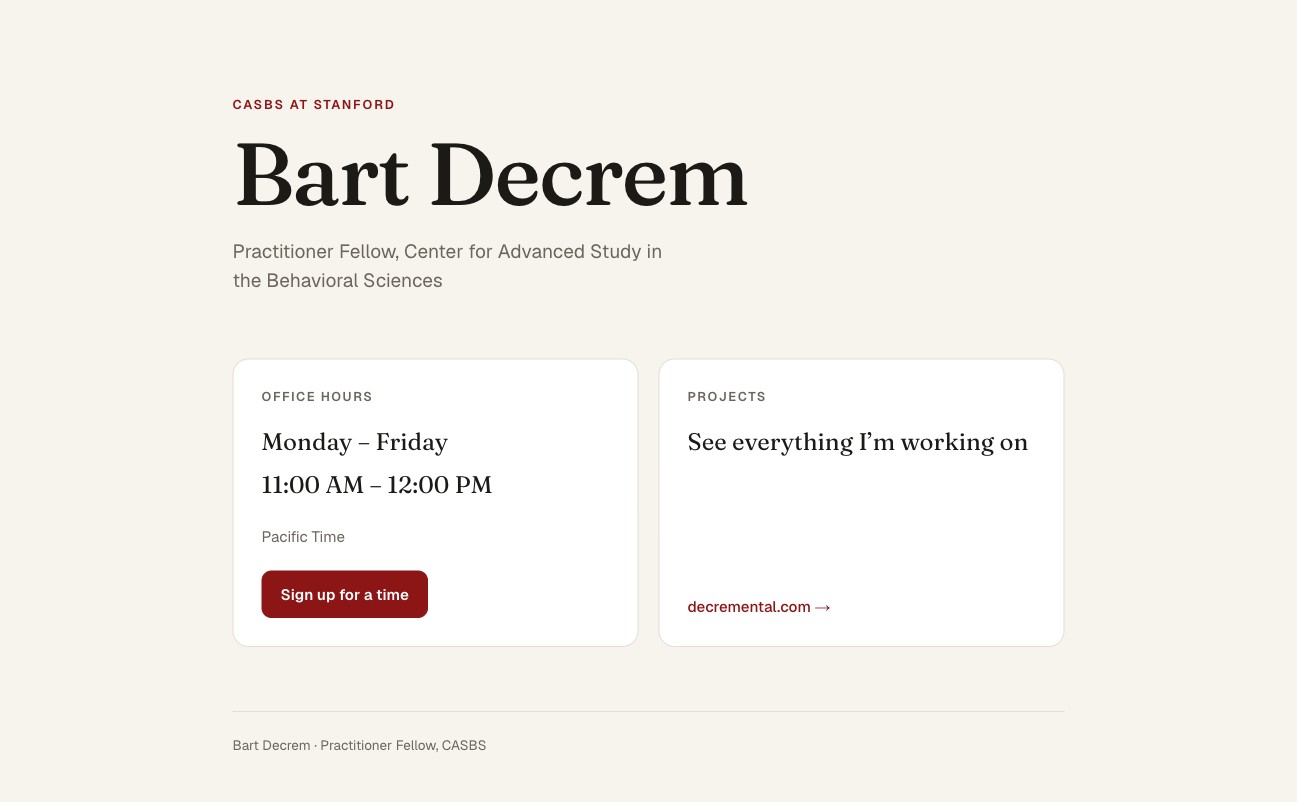 CASBS AT STANFORD
Bart Decrem
Practitioner Fellow, Center for Advanced Study in
the Behavioral Sciences
OFFICE HOURS
Monday – Friday
11:00 AM – 12:00 PM
Pacific Time
Sign up for a time
PROJECTS
See everything I’m working on
decremental.com →
Bart Decrem · Practitioner Fellow, CASBS